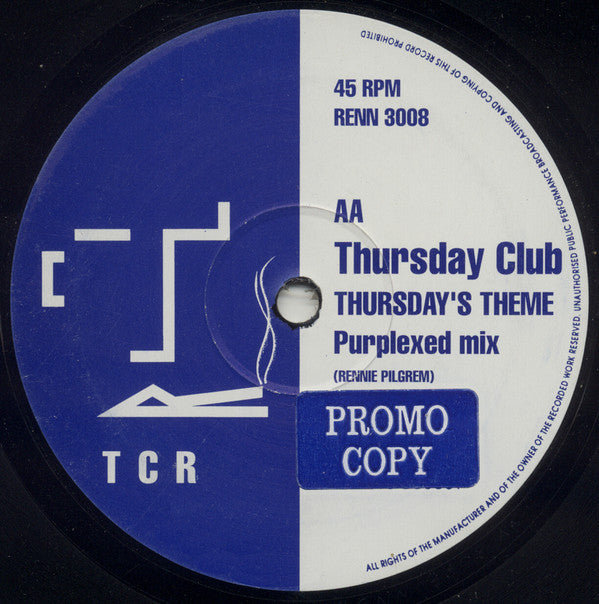 45 RPM
RENN 3008
AA
Thursday Club
THURSDAY'S THEME
Purplexed mix
(RENNIE PILGREM)
PROMO
COPY
TCR
ALL RIGHTS OF THE MANUFACTURER AND OF THE OWNER OF THE RECORDED WORK RESERVED. UNAUTHORISED PUBLIC PERFORMANCE BROADCASTING AND COPYING OF THIS RECORD PROHIBITED